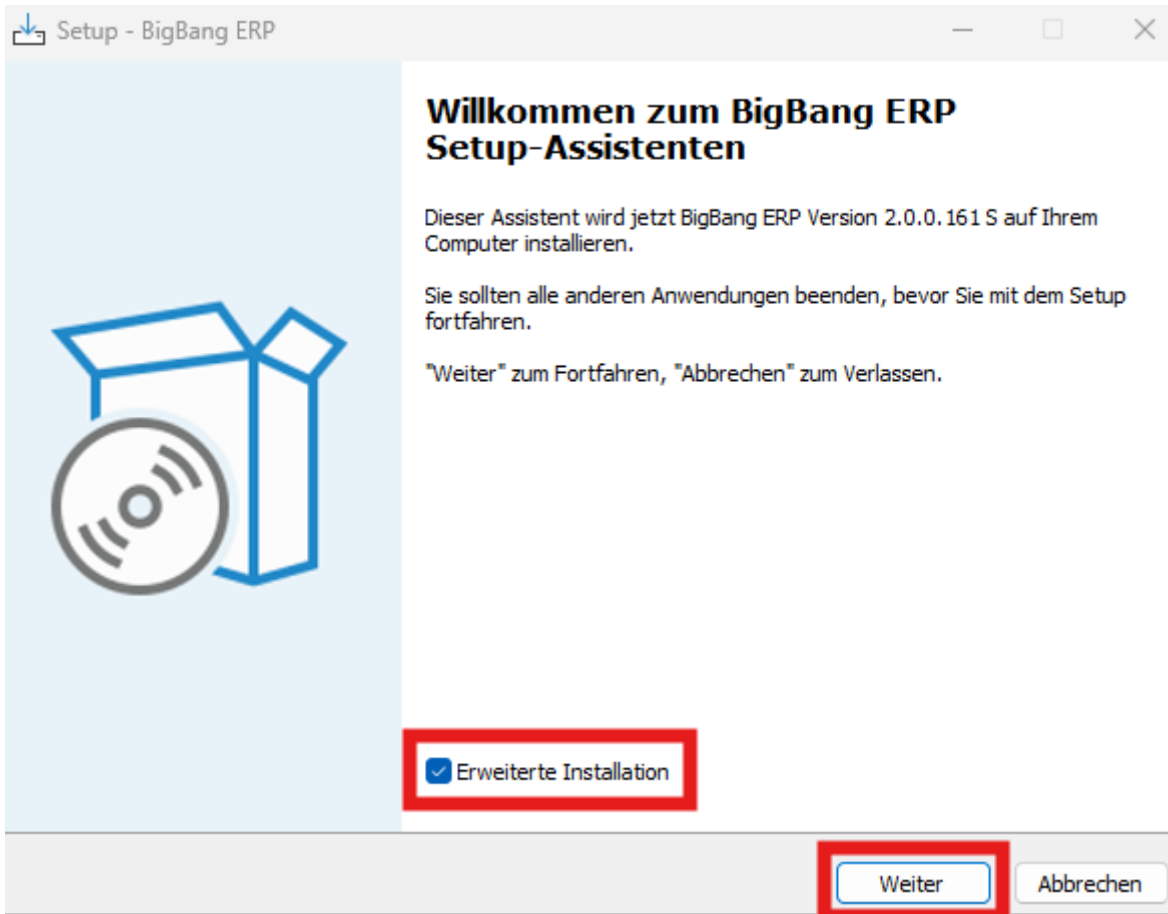 Setup - BigBang ERP
Willkommen zum BigBang ERP
Setup-Assistenten
Dieser Assistent wird jetzt BigBang ERP Version 2.0.0.161 S auf Ihrem
Computer installieren.
Sie sollten alle anderen Anwendungen beenden, bevor Sie mit dem Setup
fortfahren.
"Weiter" zum Fortfahren, "Abbrechen" zum Verlassen.
Erweiterte Installation
Weiter
Abbrechen